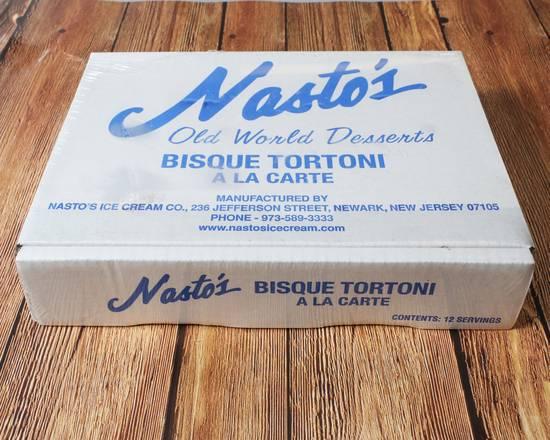 Nasto's
Old World Desserts
BISQUE TORTONI
A LA CARTE
MANUFACTURED BY
NASTO'S ICE CREAM CO., 236 JEFFERSON STREET, NEWARK, NEW JERSEY 07105
PHONE - 973-589-3333
www.nastosicecream.com
Nasto's BISQUE TORTONI
A LA CARTE
CONTENTS: 12 SERVINGS